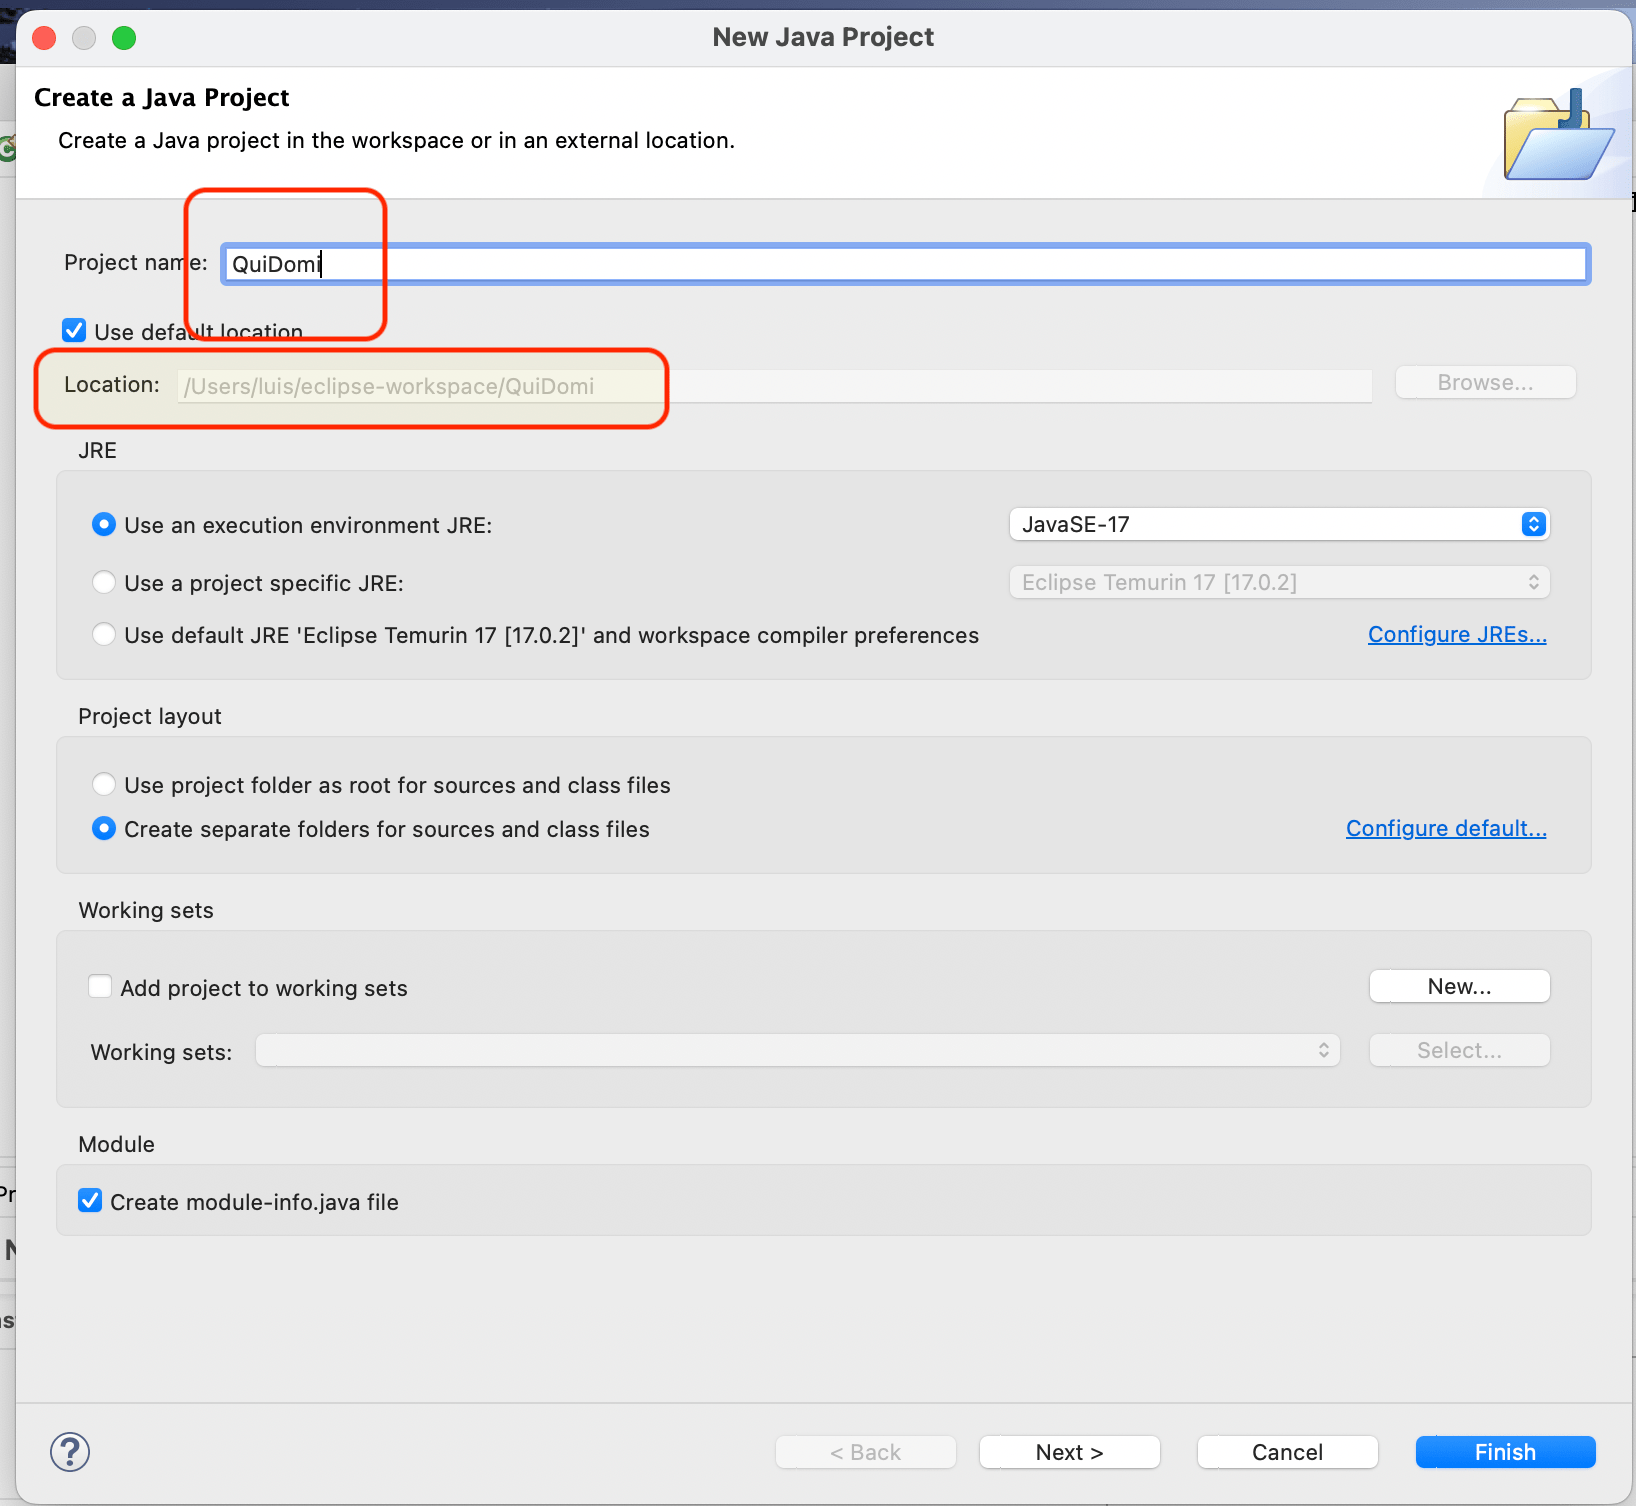 New Java Project
Create a Java Project
Create a Java project in the workspace or in an external location.
Project name: QuiDomi
Use default location
Location: /Users/luis/eclipse-workspace/QuiDomi Browse...
JRE
Use an execution environment JRE: JavaSE-17
Use a project specific JRE: Eclipse Temurin 17 [17.0.2]
Use default JRE 'Eclipse Temurin 17 [17.0.2]' and workspace compiler preferences Configure JREs...
Project layout
Use project folder as root for sources and class files
Create separate folders for sources and class files Configure default...
Working sets
Add project to working sets New...
Working sets: Select...
Module
Create module-info.java file
? < Back Next > Cancel Finish